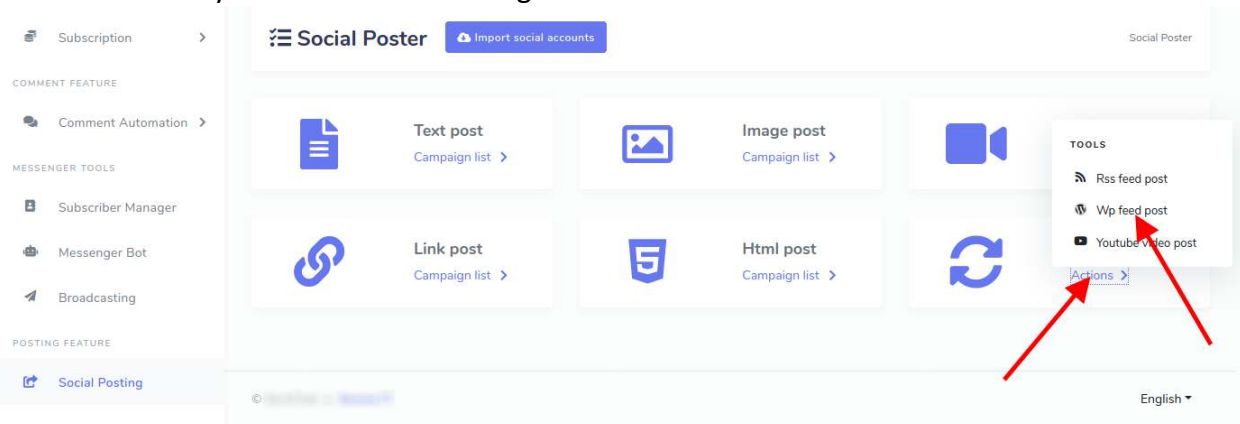 Subscription
COMMENT FEATURE
Comment Automation
MESSENGER TOOLS
Subscriber Manager
Messenger Bot
Broadcasting
POSTING FEATURE
Social Posting
Social Poster
Import social accounts
Social Poster
Text post
Campaign list
Image post
Campaign list
Link post
Campaign list
Html post
Campaign list
TOOLS
Rss feed post
Wp feed post
Youtube video post
Actions
©
English